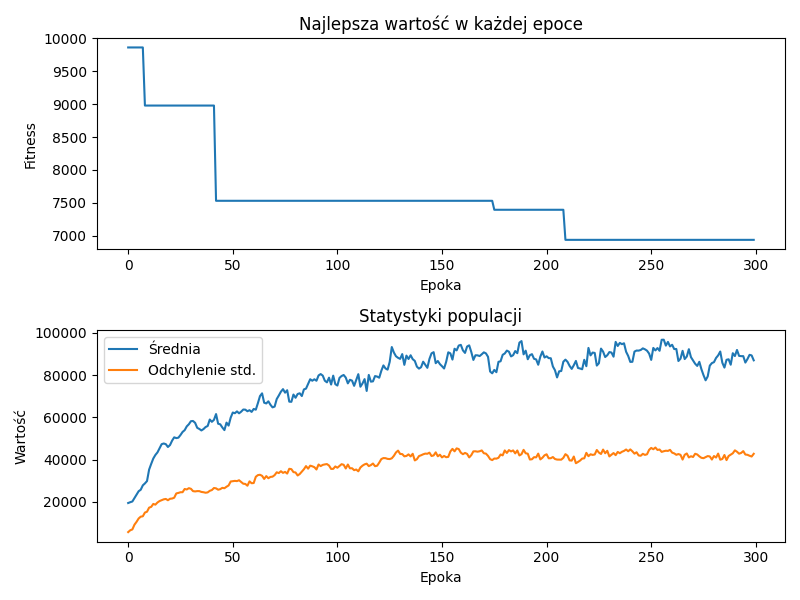 Najlepsza wartość w każdej epoce
10000
9500
9000
8500
8000
7500
7000
Fitness
0 50 100 150 200 250 300
Epoka
Statystyki populacji
100000
80000
60000
40000
20000
Wartość
Średnia
Odchylenie std.
0 50 100 150 200 250 300
Epoka